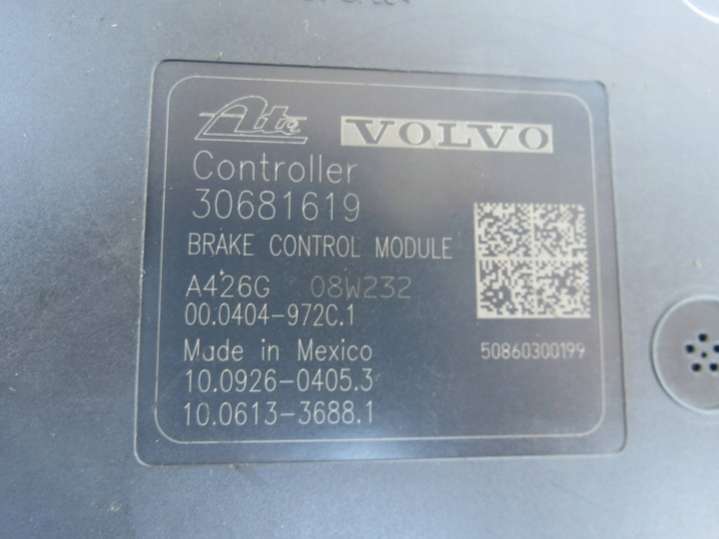 Ate VOLVO
Controller
30681619
BRAKE CONTROL MODULE
A426G 08W232
00.0404-972C.1
Made in Mexico 50860300199
10.0926-0405.3
10.0613-3688.1